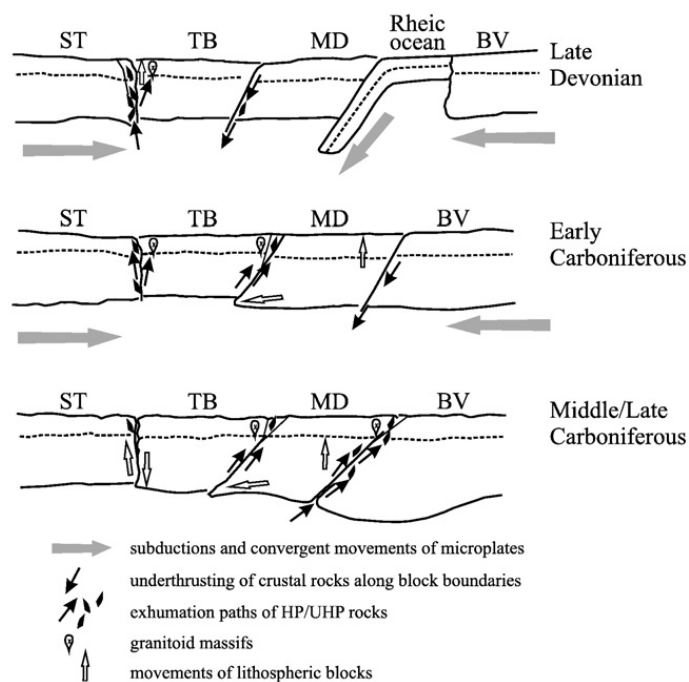 ST TB MD Rheic ocean BV Late Devonian
ST TB MD BV Early Carboniferous
ST TB MD BV Middle/Late Carboniferous
subductions and convergent movements of microplates
underthrusting of crustal rocks along block boundaries
exhumation paths of HP/UHP rocks
granitoid massifs
movements of lithospheric blocks